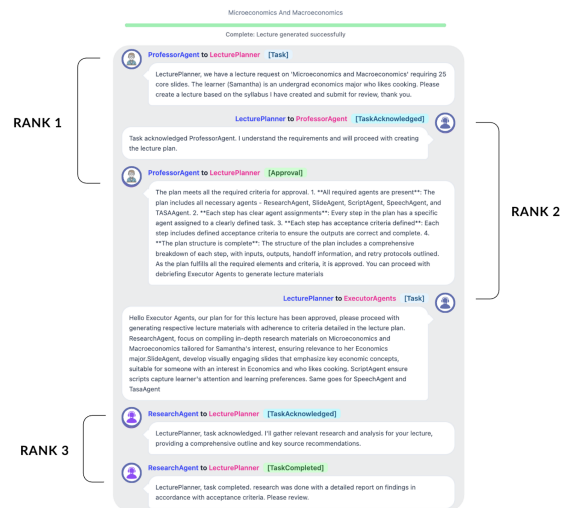 Microeconomics And Macroeconomics
Complete: Lecture generated successfully
ProfessorAgent to LecturePlanner [Task]
LecturePlanner, we have a lecture request on 'Microeconomics and Macroeconomics' requiring 25
core slides. The learner (Samantha) is an undergrad economics major who likes cooking. Please
create a lecture based on the syllabus I have created and submit for review, thank you.
RANK 1
LecturePlanner to ProfessorAgent [TaskAcknowledged]
Task acknowledged ProfessorAgent. I understand the requirements and will proceed with creating
the lecture plan.
ProfessorAgent to LecturePlanner [Approval]
The plan meets all the required criteria for approval. 1. **All required agents are present**: The
plan includes all necessary agents - ResearchAgent, SlideAgent, ScriptAgent, SpeechAgent, and
TASAAgent. 2. **Each step has clear agent assignments**: Every step in the plan has a specific
agent assigned to a clearly defined task. 3. **Each step has acceptance criteria defined**: Each
step includes defined acceptance criteria to ensure the outputs are correct and complete. 4.
**The plan structure is complete**: The structure of the plan includes a comprehensive
breakdown of each step, with inputs, outputs, handoff information, and retry protocols outlined.
As the plan fulfills all the required elements and criteria, it is approved. You can proceed with
debriefing Executor Agents to generate lecture materials
RANK 2
LecturePlanner to ExecutorAgents [Task]
Hello Executor Agents, our plan for for this lecture has been approved, please proceed with
generating respective lecture materials with adherence to criteria detailed in the lecture plan.
ResearchAgent, focus on compiling in-depth research materials on Microeconomics and
Macroeconomics tailored for Samantha's interest, ensuring relevance to her Economics
major.SlideAgent, develop visually engaging slides that emphasize key economic concepts,
suitable for someone with an interest in Economics and who likes cooking. ScriptAgent ensure
scripts capture learner's attention and learning preferences. Same goes for SpeechAgent and
TasaAgent
ResearchAgent to LecturePlanner [TaskAcknowledged]
LecturePlanner, task acknowledged. I'll gather relevant research and analysis for your lecture,
providing a comprehensive outline and key source recommendations.
RANK 3
ResearchAgent to LecturePlanner [TaskCompleted]
LecturePlanner, task completed. research was done with a detailed report on findings in
accordance with acceptance criteria. Please review.